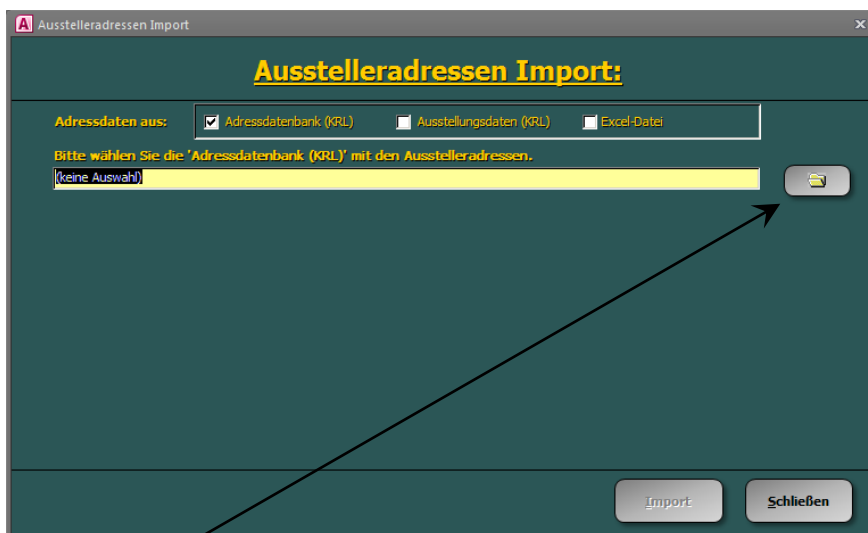 Ausstelleradressen Import
Ausstelleradressen Import:
Adressdaten aus: Adressdatenbank (KRL) Ausstellungsdaten (KRL) Excel-Datei
Bitte wählen Sie die 'Adressdatenbank (KRL)' mit den Ausstelleradressen.
(keine Auswahl)
Import Schließen